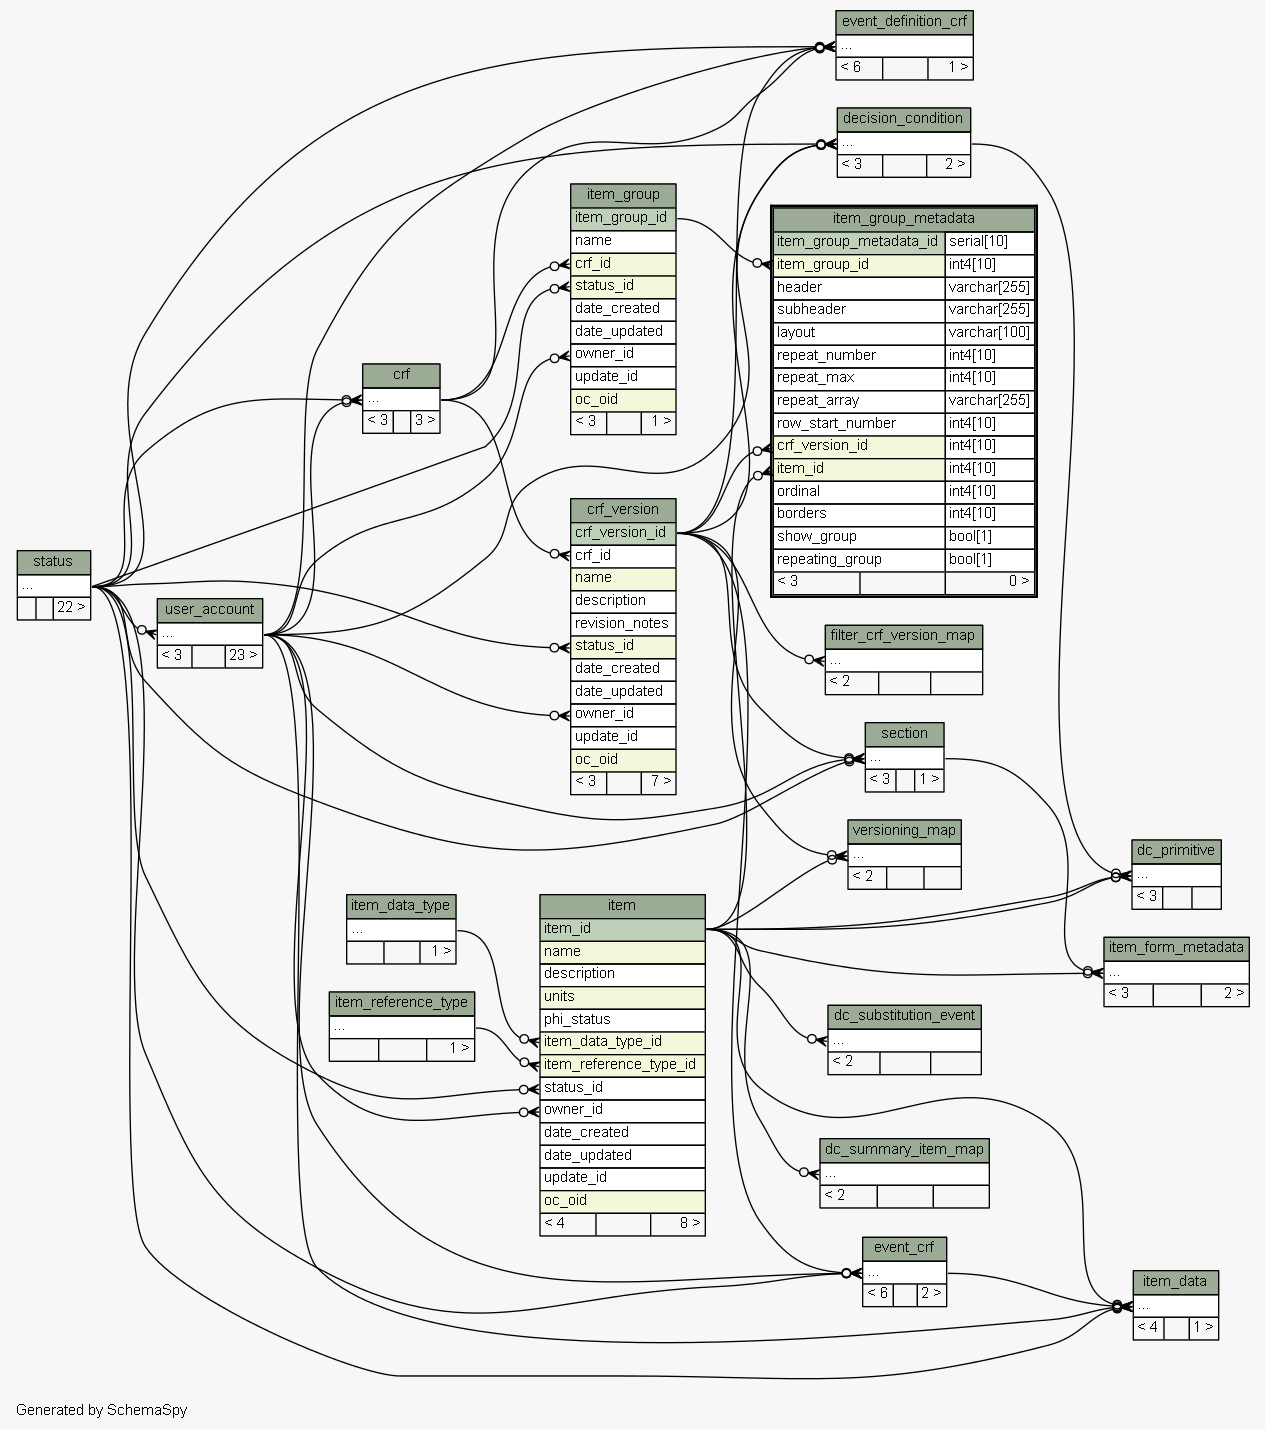 event_definition_crf
...
< 6 1 >
decision_condition
...
< 3 2 >
item_group
item_group_id
name
crf_id
status_id
date_created
date_updated
owner_id
update_id
oc_oid
< 3 1 >
item_group_metadata
item_group_metadata_id serial[10]
item_group_id int4[10]
header varchar[255]
subheader varchar[255]
layout varchar[100]
repeat_number int4[10]
repeat_max int4[10]
repeat_array varchar[255]
row_start_number int4[10]
crf_version_id int4[10]
item_id int4[10]
ordinal int4[10]
borders int4[10]
show_group bool[1]
repeating_group bool[1]
< 3 0 >
crf
...
< 3 3 >
crf_version
crf_version_id
crf_id
name
description
revision_notes
status_id
date_created
date_updated
owner_id
update_id
oc_oid
< 3 7 >
status
...
22 >
user_account
...
< 3 23 >
filter_crf_version_map
...
< 2
section
...
< 3 1 >
versioning_map
...
< 2
dc_primitive
...
< 3
item_data_type
...
1 >
item
item_id
name
description
units
phi_status
item_data_type_id
item_reference_type_id
status_id
owner_id
date_created
date_updated
update_id
oc_oid
< 4 8 >
item_form_metadata
...
< 3 2 >
item_reference_type
...
1 >
dc_substitution_event
...
< 2
dc_summary_item_map
...
< 2
event_crf
...
< 6 2 >
item_data
...
< 4 1 >
Generated by SchemaSpy